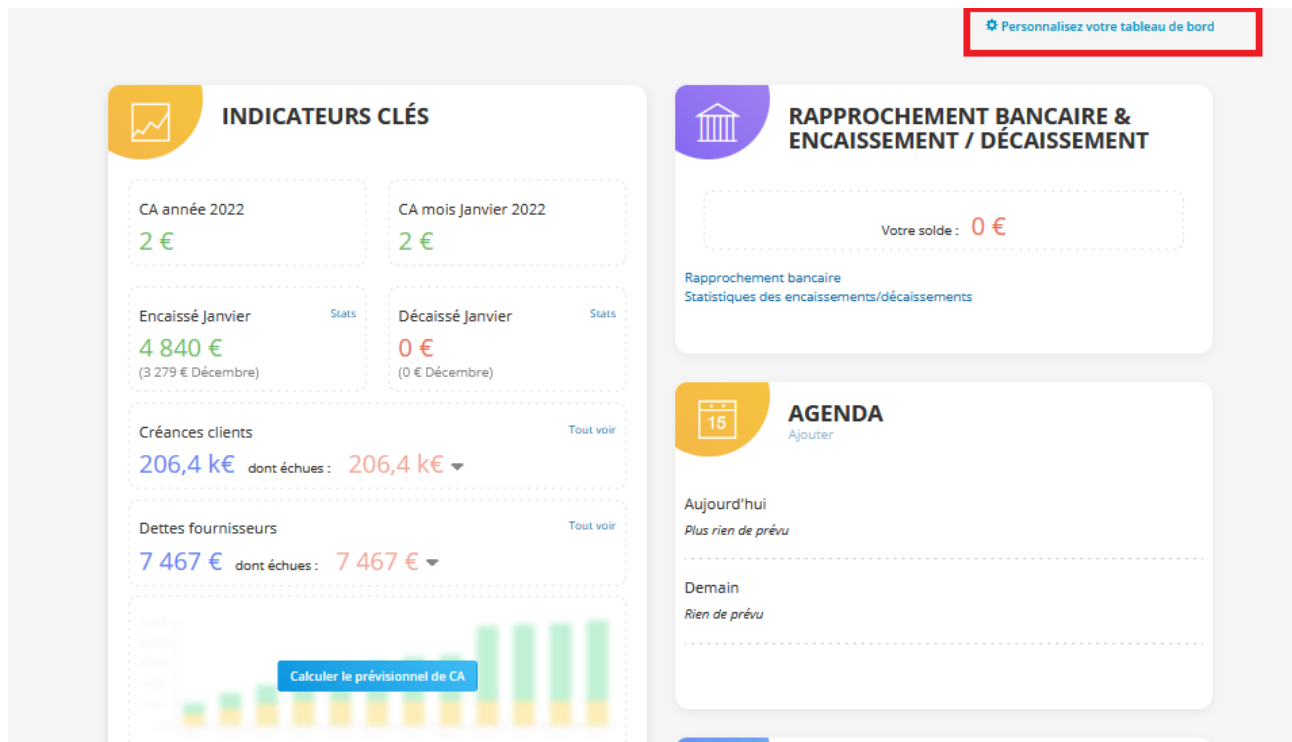 Personnalisez votre tableau de bord
INDICATEURS CLÉS
CA année 2022
2 €
CA mois Janvier 2022
2 €
Encaissé Janvier
Stats
4 840 €
(3 279 € Décembre)
Décaissé Janvier
Stats
0 €
(0 € Décembre)
Créances clients
Tout voir
206,4 k€ dont échues : 206,4 k€
Dettes fournisseurs
Tout voir
7 467 € dont échues : 7 467 €
Calculer le prévisionnel de CA
RAPPROCHEMENT BANCAIRE &
ENCAISSEMENT / DÉCAISSEMENT
Votre solde : 0 €
Rapprochement bancaire
Statistiques des encaissements/décaissements
15
AGENDA
Ajouter
Aujourd'hui
Plus rien de prévu
Demain
Rien de prévu